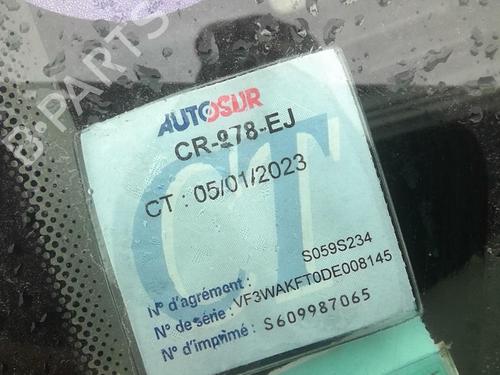 B-PARTS
AUTOSUR
CR-978-EJ
CT : 05/01/2023
CT
N° d'agrément : S059S234
N° de série : VF3WAKFT0DE008145
N° d'imprimé : S609987065